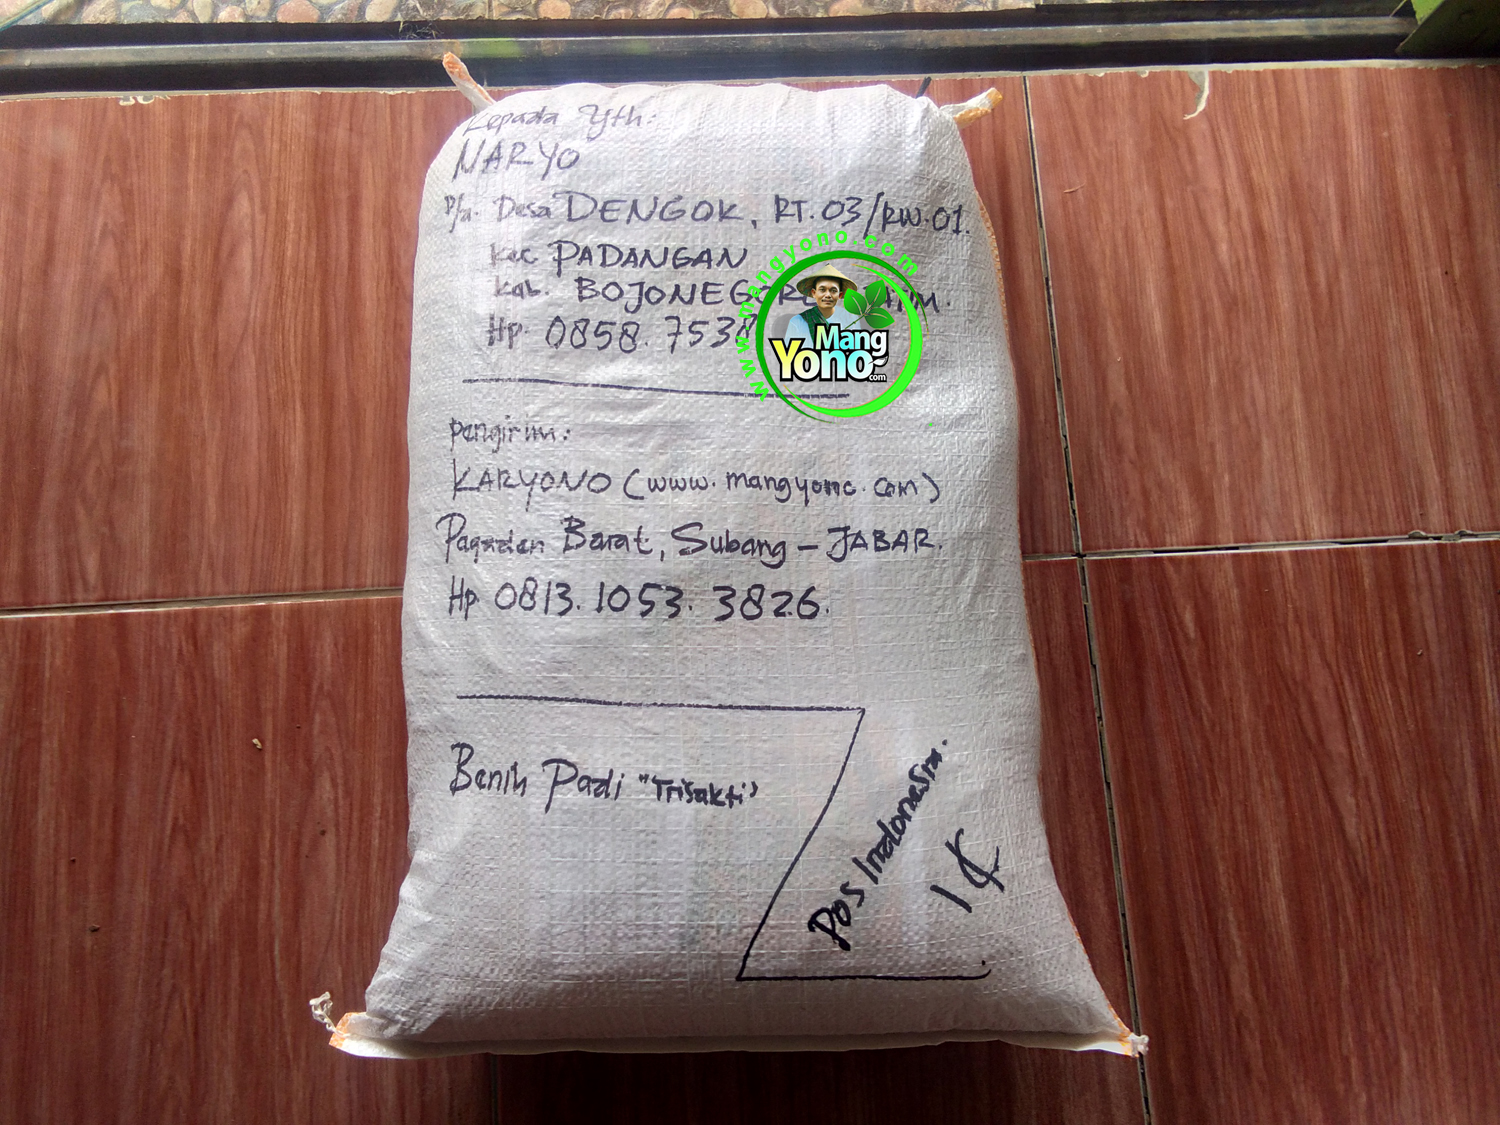 Kepada Yth:
NARYO
P/a. Desa DENGOK, RT.03/RW.01.
Kec PADANGAN
Kab. BOJONEGORO
Hp. 0858. 7538
www.mangyono.com
Mang
Yono
.com
Pengirim:
KARYONO (www.mangyono.com)
Pagaden Barat, Subang - JABAR.
Hp 0813. 1053. 3826.
Benih Padi "Trisakti"
Pos Indonesia.